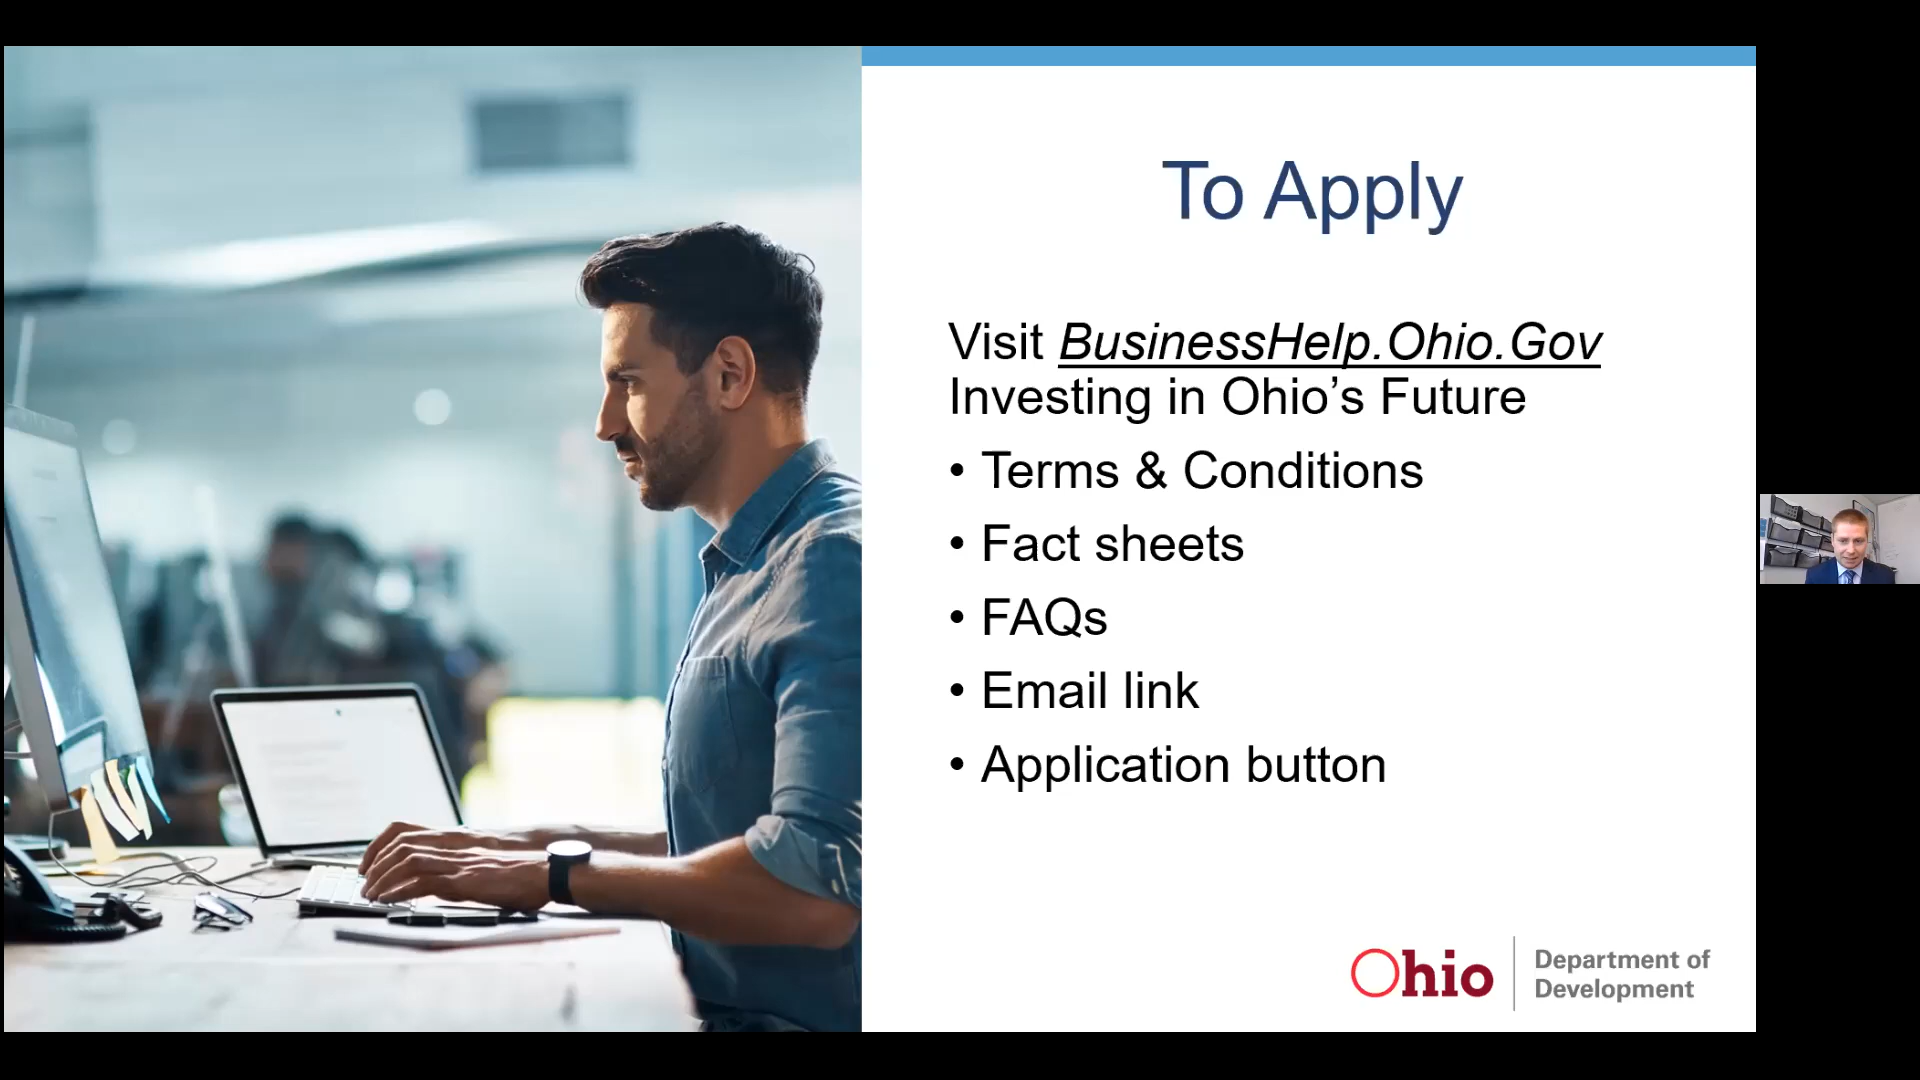 To Apply
Visit BusinessHelp.Ohio.Gov
Investing in Ohio’s Future
• Terms & Conditions
• Fact sheets
• FAQs
• Email link
• Application button
Ohio
Department of
Development